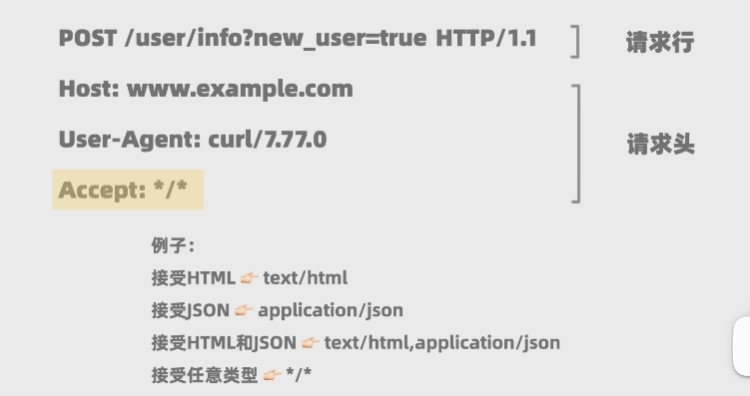 POST /user/info?new_user=true HTTP/1.1 请求行
Host: www.example.com
User-Agent: curl/7.77.0 请求头
Accept: */*
例子：
接受HTML 👉🏻 text/html
接受JSON 👉🏻 application/json
接受HTML和JSON 👉🏻 text/html,application/json
接受任意类型 👉🏻 */*